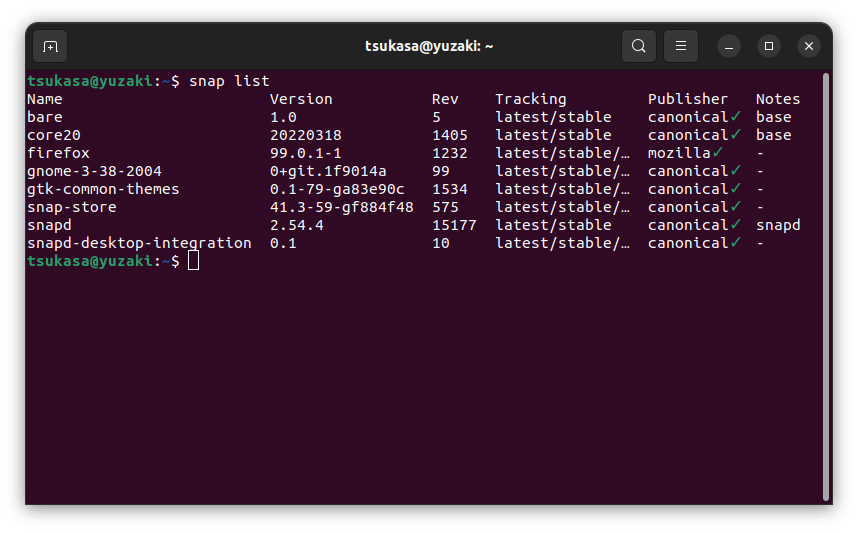 tsukasa@yuzaki: ~
tsukasa@yuzaki:~$ snap list
Name                       Version           Rev    Tracking         Publisher   Notes
bare                       1.0               5      latest/stable    canonical✓  base
core20                     20220318          1405   latest/stable    canonical✓  base
firefox                    99.0.1-1          1232   latest/stable/…  mozilla✓    -
gnome-3-38-2004            0+git.1f9014a     99     latest/stable/…  canonical✓  -
gtk-common-themes          0.1-79-ga83e90c   1534   latest/stable/…  canonical✓  -
snap-store                 41.3-59-gf884f48  575    latest/stable/…  canonical✓  -
snapd                      2.54.4            15177  latest/stable    canonical✓  snapd
snapd-desktop-integration  0.1               10     latest/stable/…  canonical✓  -
tsukasa@yuzaki:~$